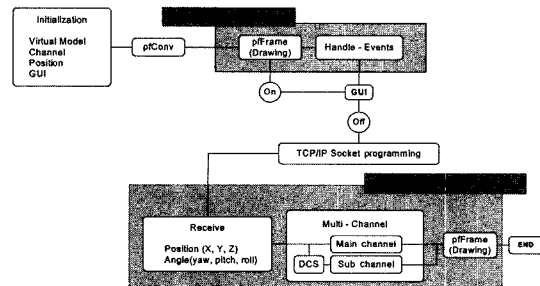 Initialization
Virtual Model
Channel
Position
GUI
pfConv
pfFrame
(Drawing)
Handle - Events
On
GUI
Off
TCP/IP Socket programming
Receive
Position (X, Y, Z)
Angle(yaw, pitch, roll)
Multi - Channel
Main channel
DCS
Sub channel
pfFrame
(Drawing)
END